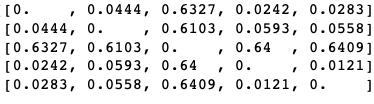 [0.    , 0.0444, 0.6327, 0.0242, 0.0283]
[0.0444, 0.    , 0.6103, 0.0593, 0.0558]
[0.6327, 0.6103, 0.    , 0.64  , 0.6409]
[0.0242, 0.0593, 0.64  , 0.    , 0.0121]
[0.0283, 0.0558, 0.6409, 0.0121, 0.    ]